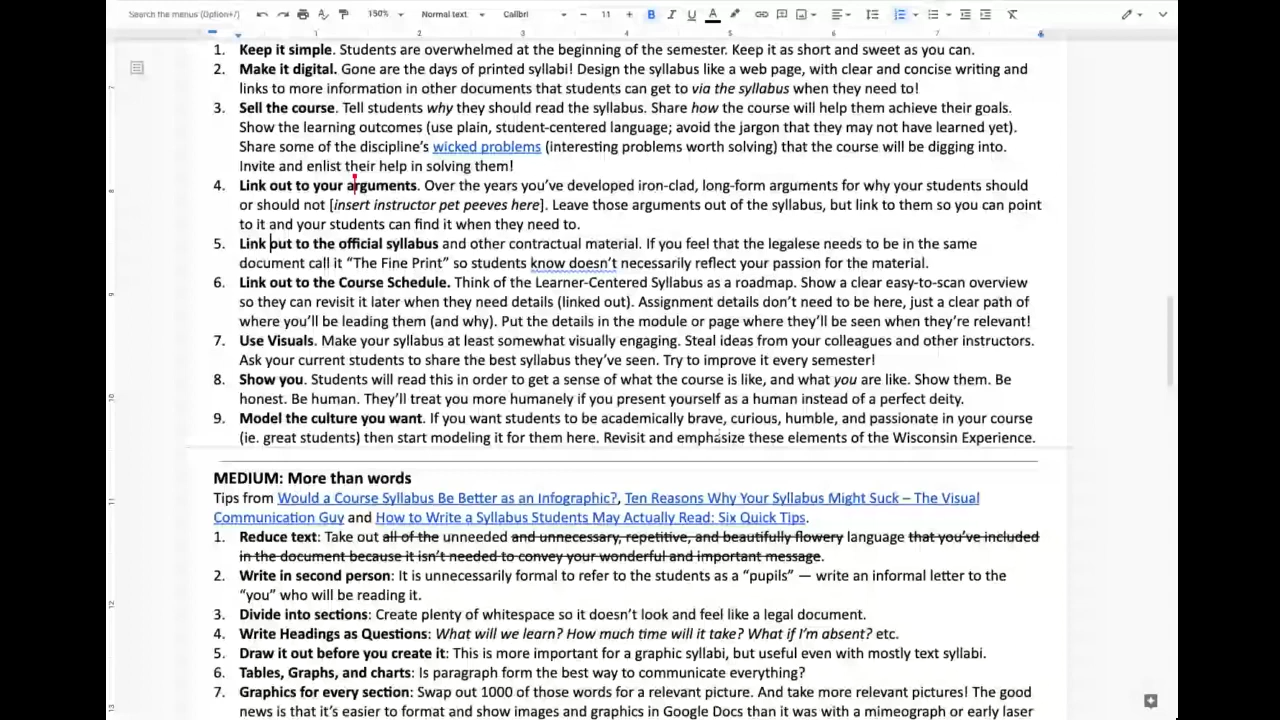 Search the menus (Option+/) 150% Normal text Calibri - 11 + B I U A
1 2 3 4 5 6 7
1. Keep it simple. Students are overwhelmed at the beginning of the semester. Keep it as short and sweet as you can.
2. Make it digital. Gone are the days of printed syllabi! Design the syllabus like a web page, with clear and concise writing and
links to more information in other documents that students can get to via the syllabus when they need to!
3. Sell the course. Tell students why they should read the syllabus. Share how the course will help them achieve their goals.
Show the learning outcomes (use plain, student-centered language; avoid the jargon that they may not have learned yet).
Share some of the discipline's wicked problems (interesting problems worth solving) that the course will be digging into.
Invite and enlist their help in solving them!
4. Link out to your arguments. Over the years you've developed iron-clad, long-form arguments for why your students should
or should not [insert instructor pet peeves here]. Leave those arguments out of the syllabus, but link to them so you can point
to it and your students can find it when they need to.
5. Link out to the official syllabus and other contractual material. If you feel that the legalese needs to be in the same
document call it “The Fine Print” so students know doesn't necessarily reflect your passion for the material.
6. Link out to the Course Schedule. Think of the Learner-Centered Syllabus as a roadmap. Show a clear easy-to-scan overview
so they can revisit it later when they need details (linked out). Assignment details don't need to be here, just a clear path of
where you'll be leading them (and why). Put the details in the module or page where they'll be seen when they're relevant!
7. Use Visuals. Make your syllabus at least somewhat visually engaging. Steal ideas from your colleagues and other instructors.
Ask your current students to share the best syllabus they've seen. Try to improve it every semester!
8. Show you. Students will read this in order to get a sense of what the course is like, and what you are like. Show them. Be
honest. Be human. They'll treat you more humanely if you present yourself as a human instead of a perfect deity.
9. Model the culture you want. If you want students to be academically brave, curious, humble, and passionate in your course
(ie. great students) then start modeling it for them here. Revisit and emphasize these elements of the Wisconsin Experience.
MEDIUM: More than words
Tips from Would a Course Syllabus Be Better as an Infographic?, Ten Reasons Why Your Syllabus Might Suck – The Visual
Communication Guy and How to Write a Syllabus Students May Actually Read: Six Quick Tips.
1. Reduce text: Take out all of the unneeded and unnecessary, repetitive, and beautifully flowery language that you've included
in the document because it isn't needed to convey your wonderful and important message.
2. Write in second person: It is unnecessarily formal to refer to the students as a “pupils” — write an informal letter to the
“you” who will be reading it.
3. Divide into sections: Create plenty of whitespace so it doesn't look and feel like a legal document.
4. Write Headings as Questions: What will we learn? How much time will it take? What if I'm absent? etc.
5. Draw it out before you create it: This is more important for a graphic syllabi, but useful even with mostly text syllabi.
6. Tables, Graphs, and charts: Is paragraph form the best way to communicate everything?
7. Graphics for every section: Swap out 1000 of those words for a relevant picture. And take more relevant pictures! The good
news is that it's easier to format and show images and graphics in Google Docs than it was with a mimeograph or early laser